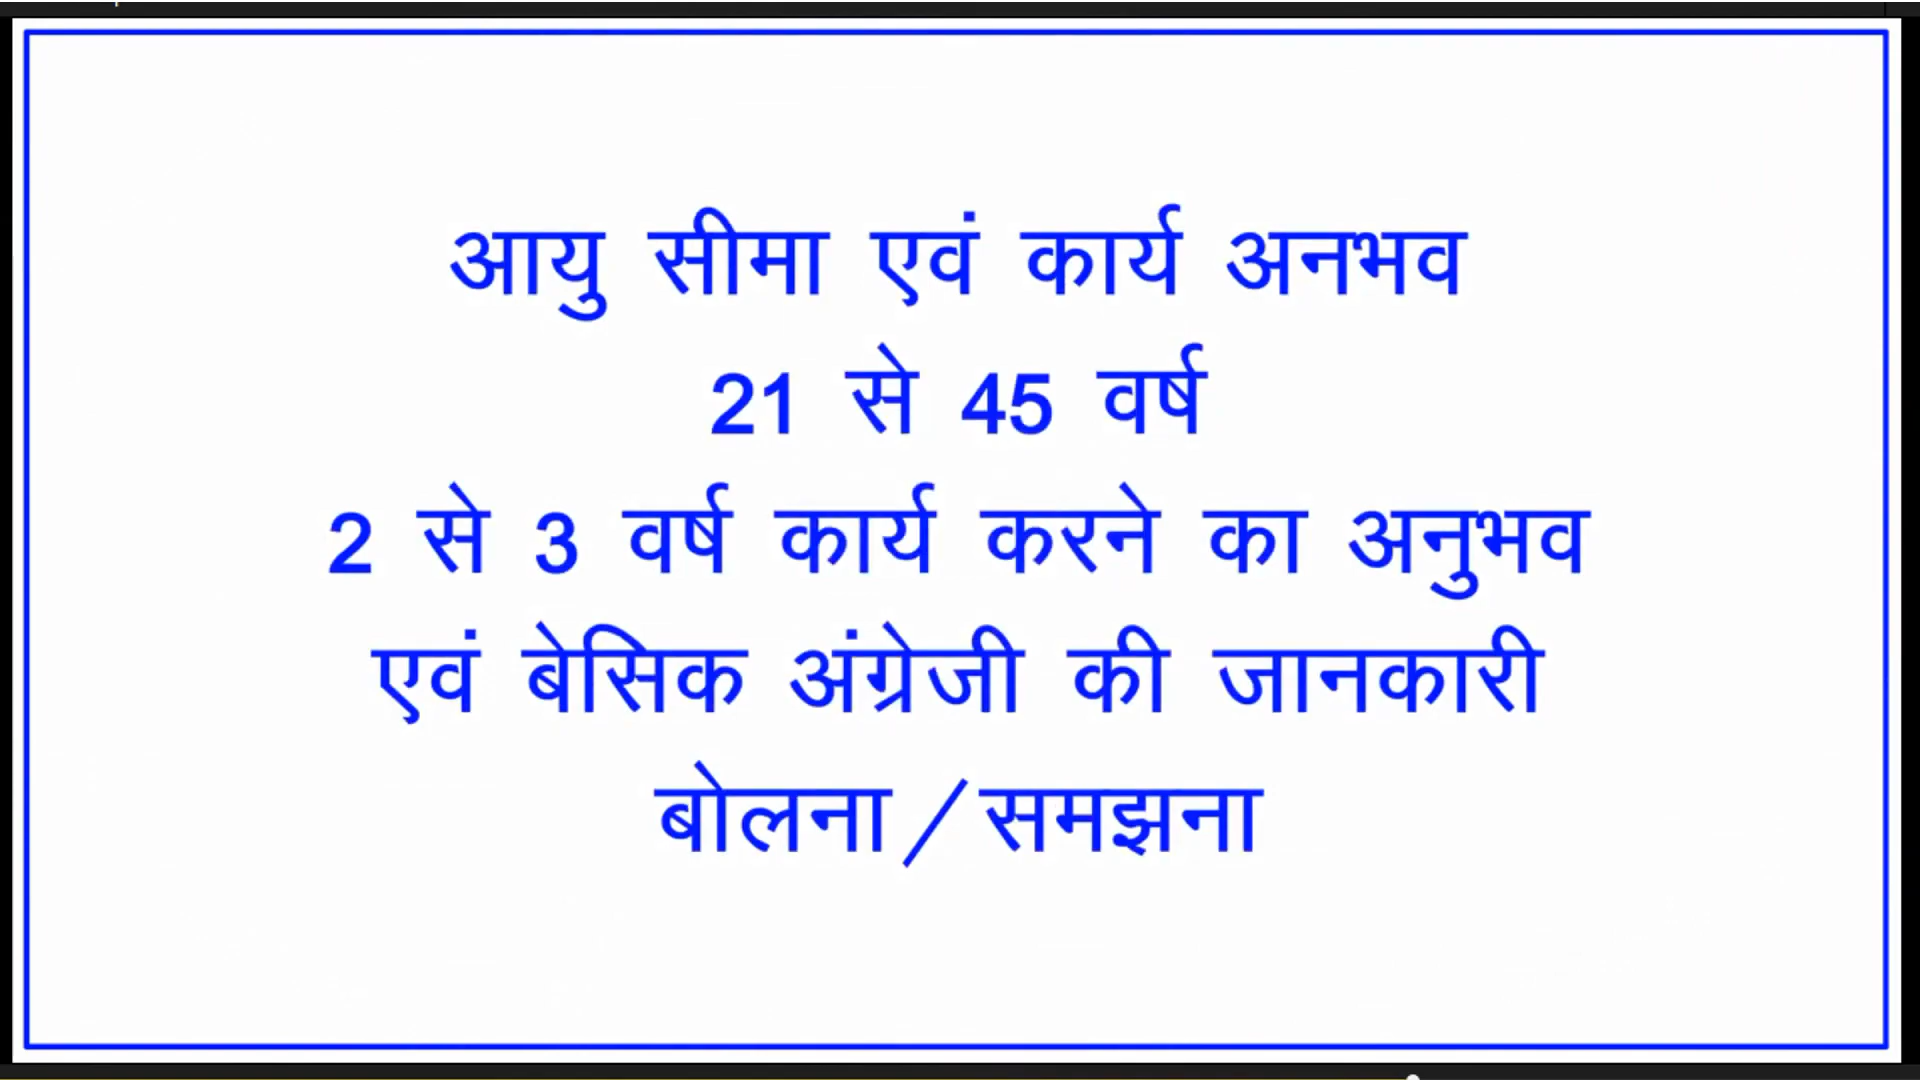 आयु सीमा एवं कार्य अनभव
21 से 45 वर्ष
2 से 3 वर्ष कार्य करने का अनुभव
एवं बेसिक अंग्रेजी की जानकारी
बोलना/समझना